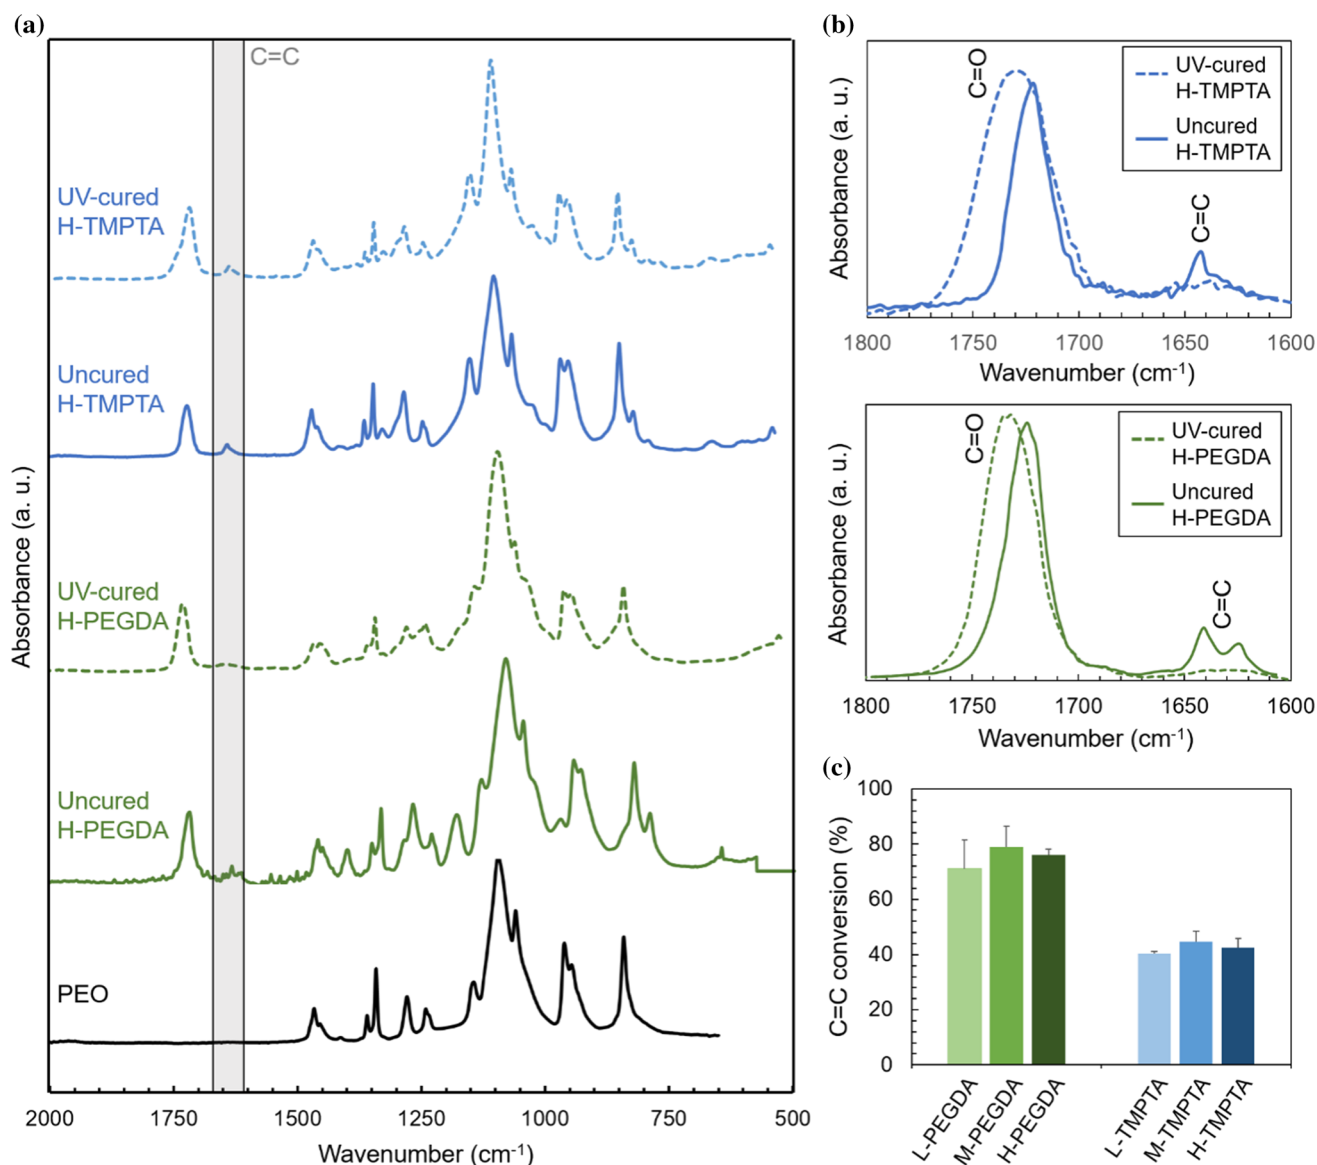 (a)
C=C
UV-cured
H-TMPTA
Uncured
H-TMPTA
UV-cured
H-PEGDA
Uncured
H-PEGDA
PEO
Absorbance (a. u.)
2000 1750 1500 1250 1000 750 500
Wavenumber (cm-1)
(b)
C=O
UV-cured
H-TMPTA
Uncured
H-TMPTA
C=C
Absorbance (a. u.)
1800 1750 1700 1650 1600
Wavenumber (cm-1)
C=O
UV-cured
H-PEGDA
Uncured
H-PEGDA
C=C
Absorbance (a. u.)
1800 1750 1700 1650 1600
Wavenumber (cm-1)
(c)
C=C conversion (%)
100
80
60
40
20
0
L-PEGDA
M-PEGDA
H-PEGDA
L-TMPTA
M-TMPTA
H-TMPTA